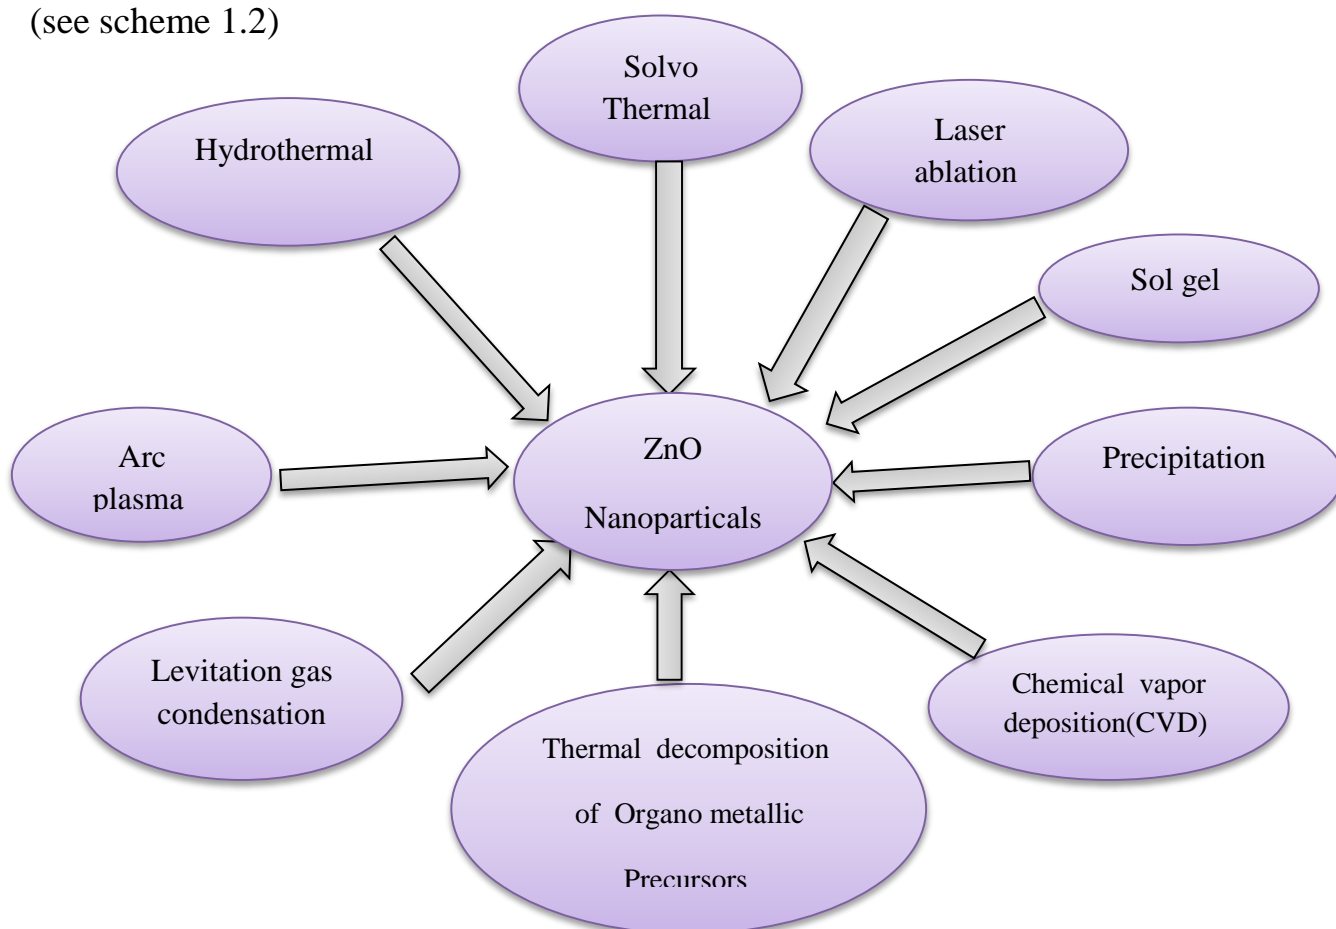 (see scheme 1.2)
Solvo
Thermal
Laser
ablation
Hydrothermal
Sol gel
Arc
plasma
ZnO
Nanoparticals
Precipitation
Levitation gas
condensation
Thermal decomposition
of Organo metallic
Precursors
Chemical vapor
deposition(CVD)